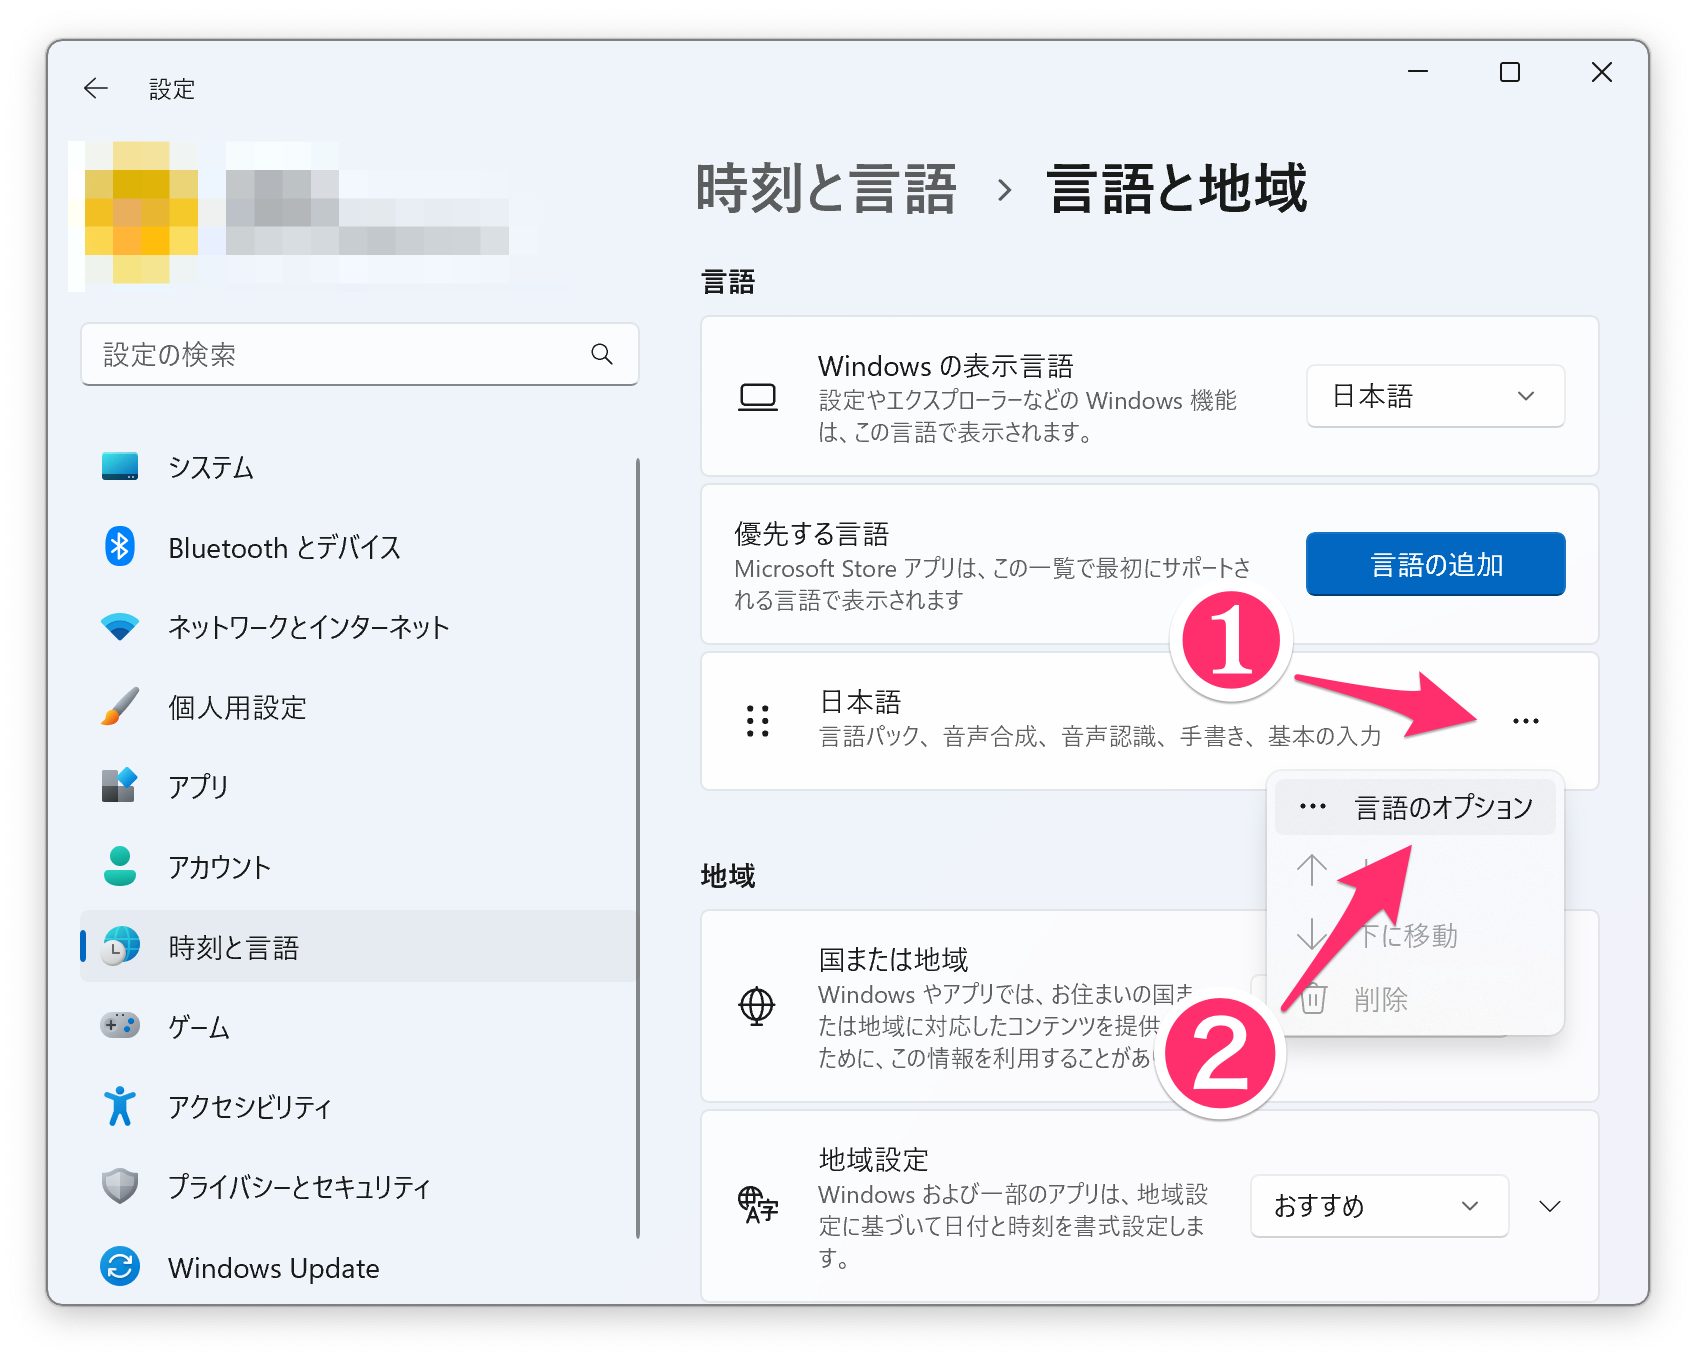 設定
時刻と言語 › 言語と地域
設定の検索
システム
Bluetooth とデバイス
ネットワークとインターネット
個人用設定
アプリ
アカウント
時刻と言語
ゲーム
アクセシビリティ
プライバシーとセキュリティ
Windows Update
言語
Windows の表示言語
設定やエクスプローラーなどの Windows 機能
は、この言語で表示されます。
日本語
優先する言語
Microsoft Store アプリは、この一覧で最初にサポートさ
れる言語で表示されます
言語の追加
1
日本語
言語パック、音声合成、音声認識、手書き、基本の入力
言語のオプション
下に移動
削除
2
地域
国または地域
Windows やアプリでは、お住まいの国ま
たは地域に対応したコンテンツを提供
ために、この情報を利用することがあ
地域設定
Windows および一部のアプリは、地域設
定に基づいて日付と時刻を書式設定しま
す。
おすすめ